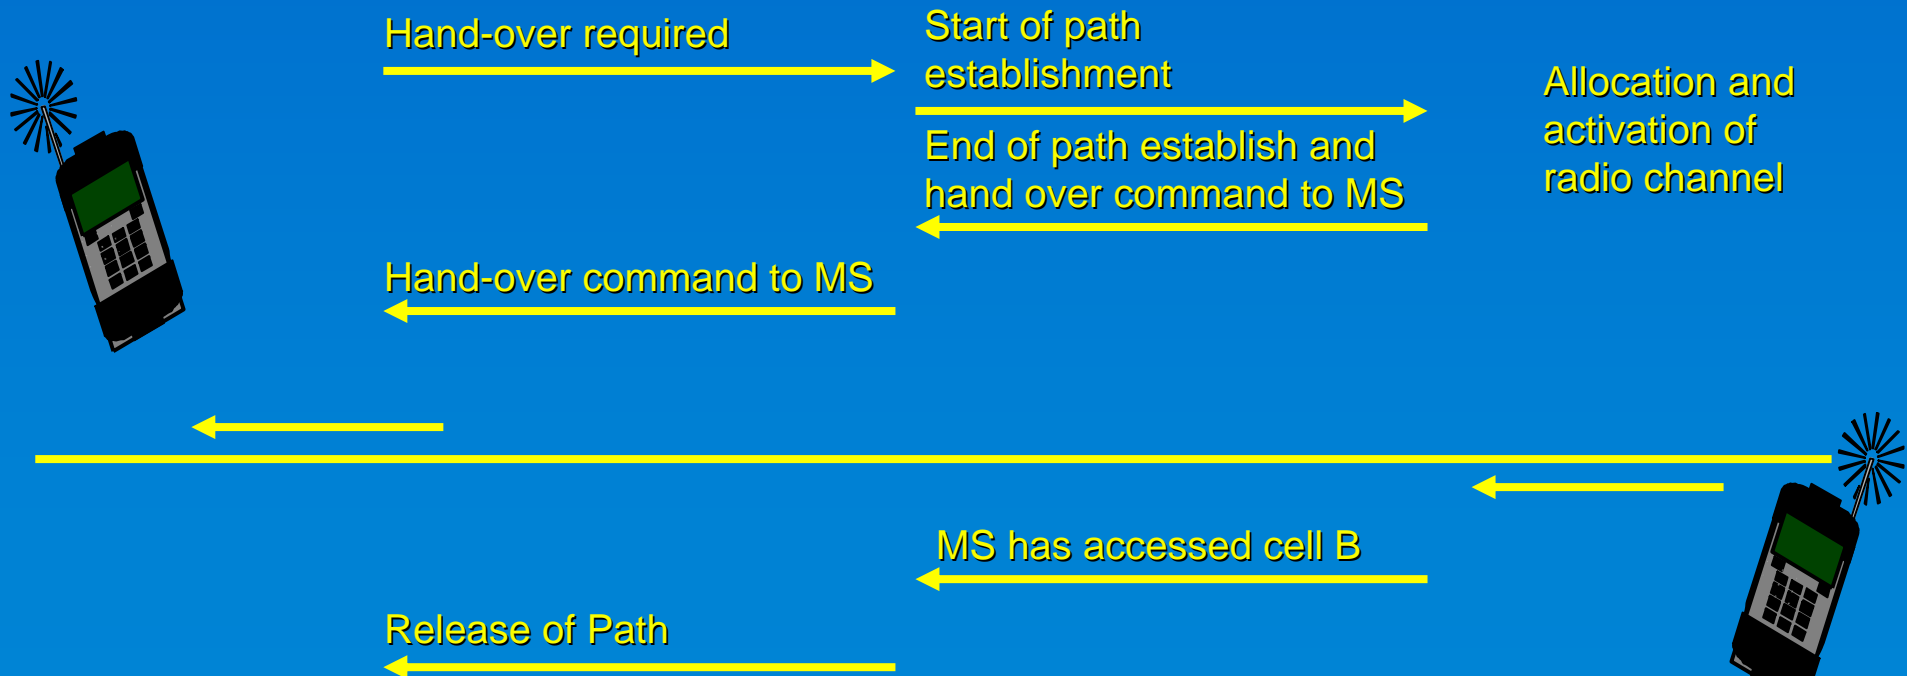 Hand-over required
Start of path
establishment
Allocation and
activation of
radio channel
End of path establish and
hand over command to MS
Hand-over command to MS
MS has accessed cell B
Release of Path